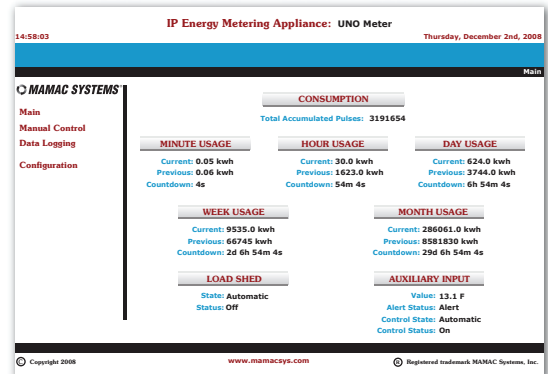 IP Energy Metering Appliance: UNO Meter
14:58:03
Thursday, December 2nd, 2008
Main
MAMAC SYSTEMS
Main
Manual Control
Data Logging
Configuration
CONSUMPTION
Total Accumulated Pulses: 3191654
MINUTE USAGE
Current: 0.05 kwh
Previous: 0.06 kwh
Countdown: 4s
HOUR USAGE
Current: 30.0 kwh
Previous: 1623.0 kwh
Countdown: 54m 4s
DAY USAGE
Current: 624.0 kwh
Previous: 3744.0 kwh
Countdown: 6h 54m 4s
WEEK USAGE
Current: 9535.0 kwh
Previous: 66745 kwh
Countdown: 2d 6h 54m 4s
MONTH USAGE
Current: 286061.0 kwh
Previous: 8581830 kwh
Countdown: 29d 6h 54m 4s
LOAD SHED
State: Automatic
Status: Off
AUXILIARY INPUT
Value: 13.1 F
Alert Status: Alert
Control State: Automatic
Control Status: On
© Copyright 2008
www.mamacsys.com
® Registered trademark MAMAC Systems, Inc.